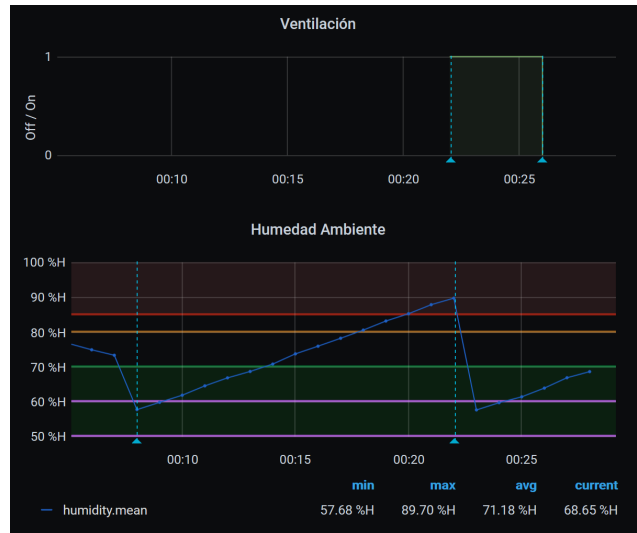 Ventilación
1
Off / On
0
00:10 00:15 00:20 00:25
Humedad Ambiente
100 %H
90 %H
80 %H
70 %H
60 %H
50 %H
00:10 00:15 00:20 00:25
min max avg current
humidity.mean 57.68 %H 89.70 %H 71.18 %H 68.65 %H